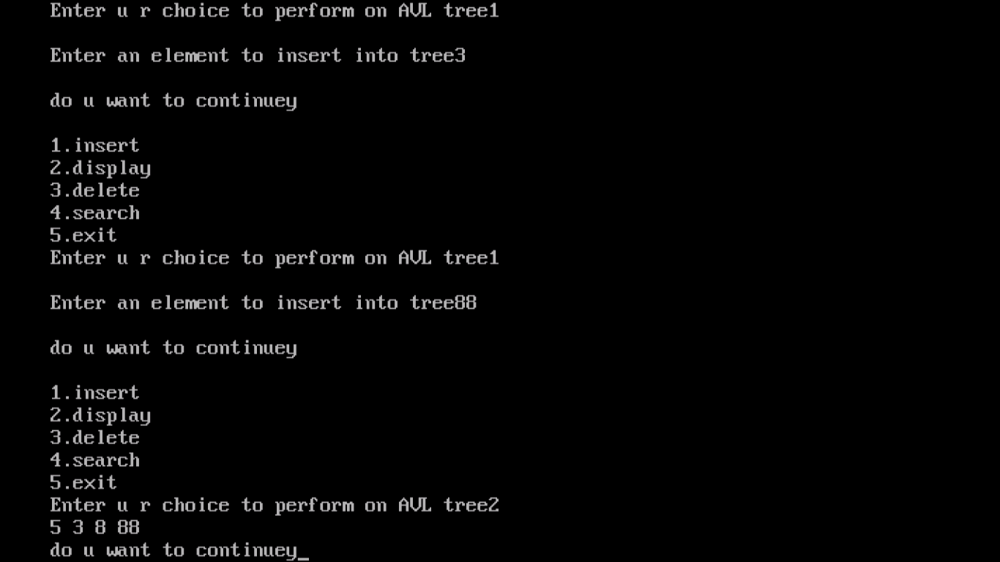 Enter u r choice to perform on AVL tree1
Enter an element to insert into tree3
do u want to continuey
1.insert
2.display
3.delete
4.search
5.exit
Enter u r choice to perform on AVL tree1
Enter an element to insert into tree88
do u want to continuey
1.insert
2.display
3.delete
4.search
5.exit
Enter u r choice to perform on AVL tree2
5 3 8 88
do u want to continuey_